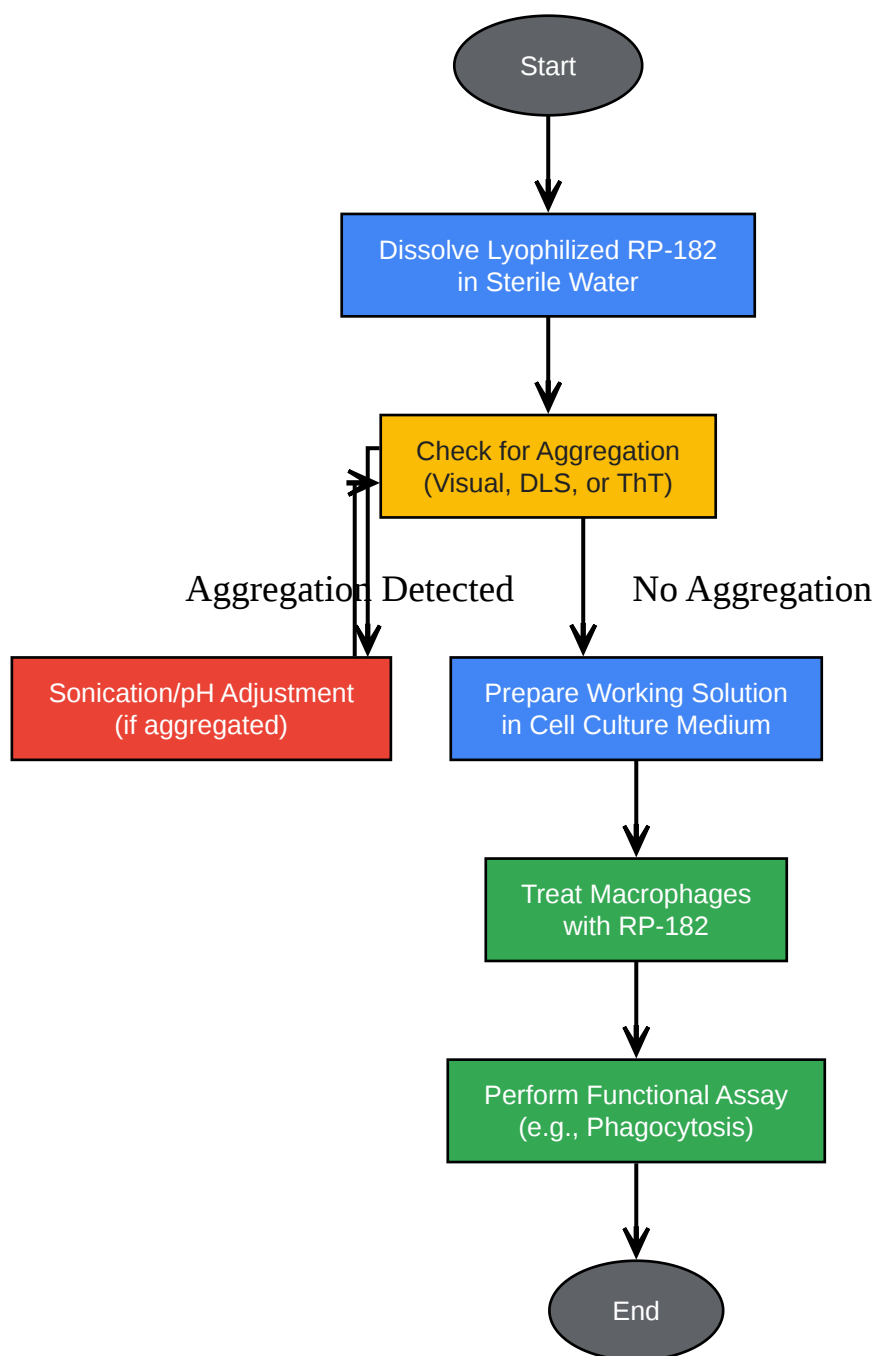 Start
Dissolve Lyophilized RP-182
in Sterile Water
Check for Aggregation
(Visual, DLS, or ThT)
Aggregation Detected
No Aggregation
Sonication/pH Adjustment
(if aggregated)
Prepare Working Solution
in Cell Culture Medium
Treat Macrophages
with RP-182
Perform Functional Assay
(e.g., Phagocytosis)
End